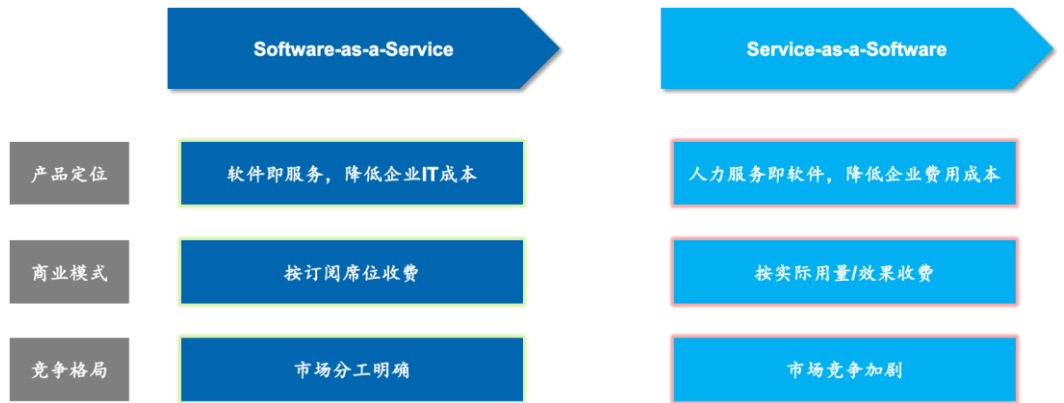 Software-as-a-Service
Service-as-a-Software
产品定位
软件即服务，降低企业IT成本
人力服务即软件，降低企业费用成本
商业模式
按订阅席位收费
按实际用量/效果收费
竞争格局
市场分工明确
市场竞争加剧